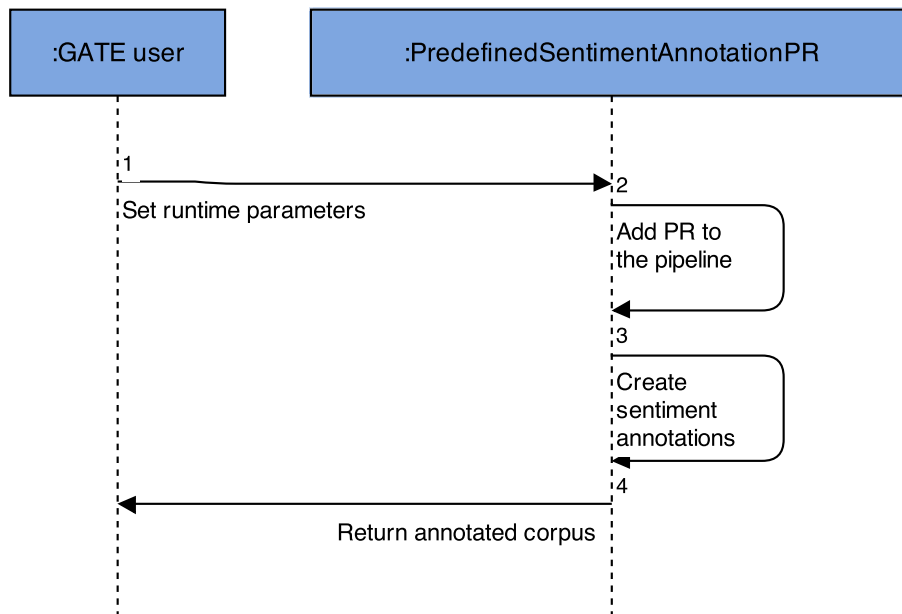 :GATE user
:PredefinedSentimentAnnotationPR
1
Set runtime parameters
2
Add PR to
the pipeline
3
Create
sentiment
annotations
4
Return annotated corpus